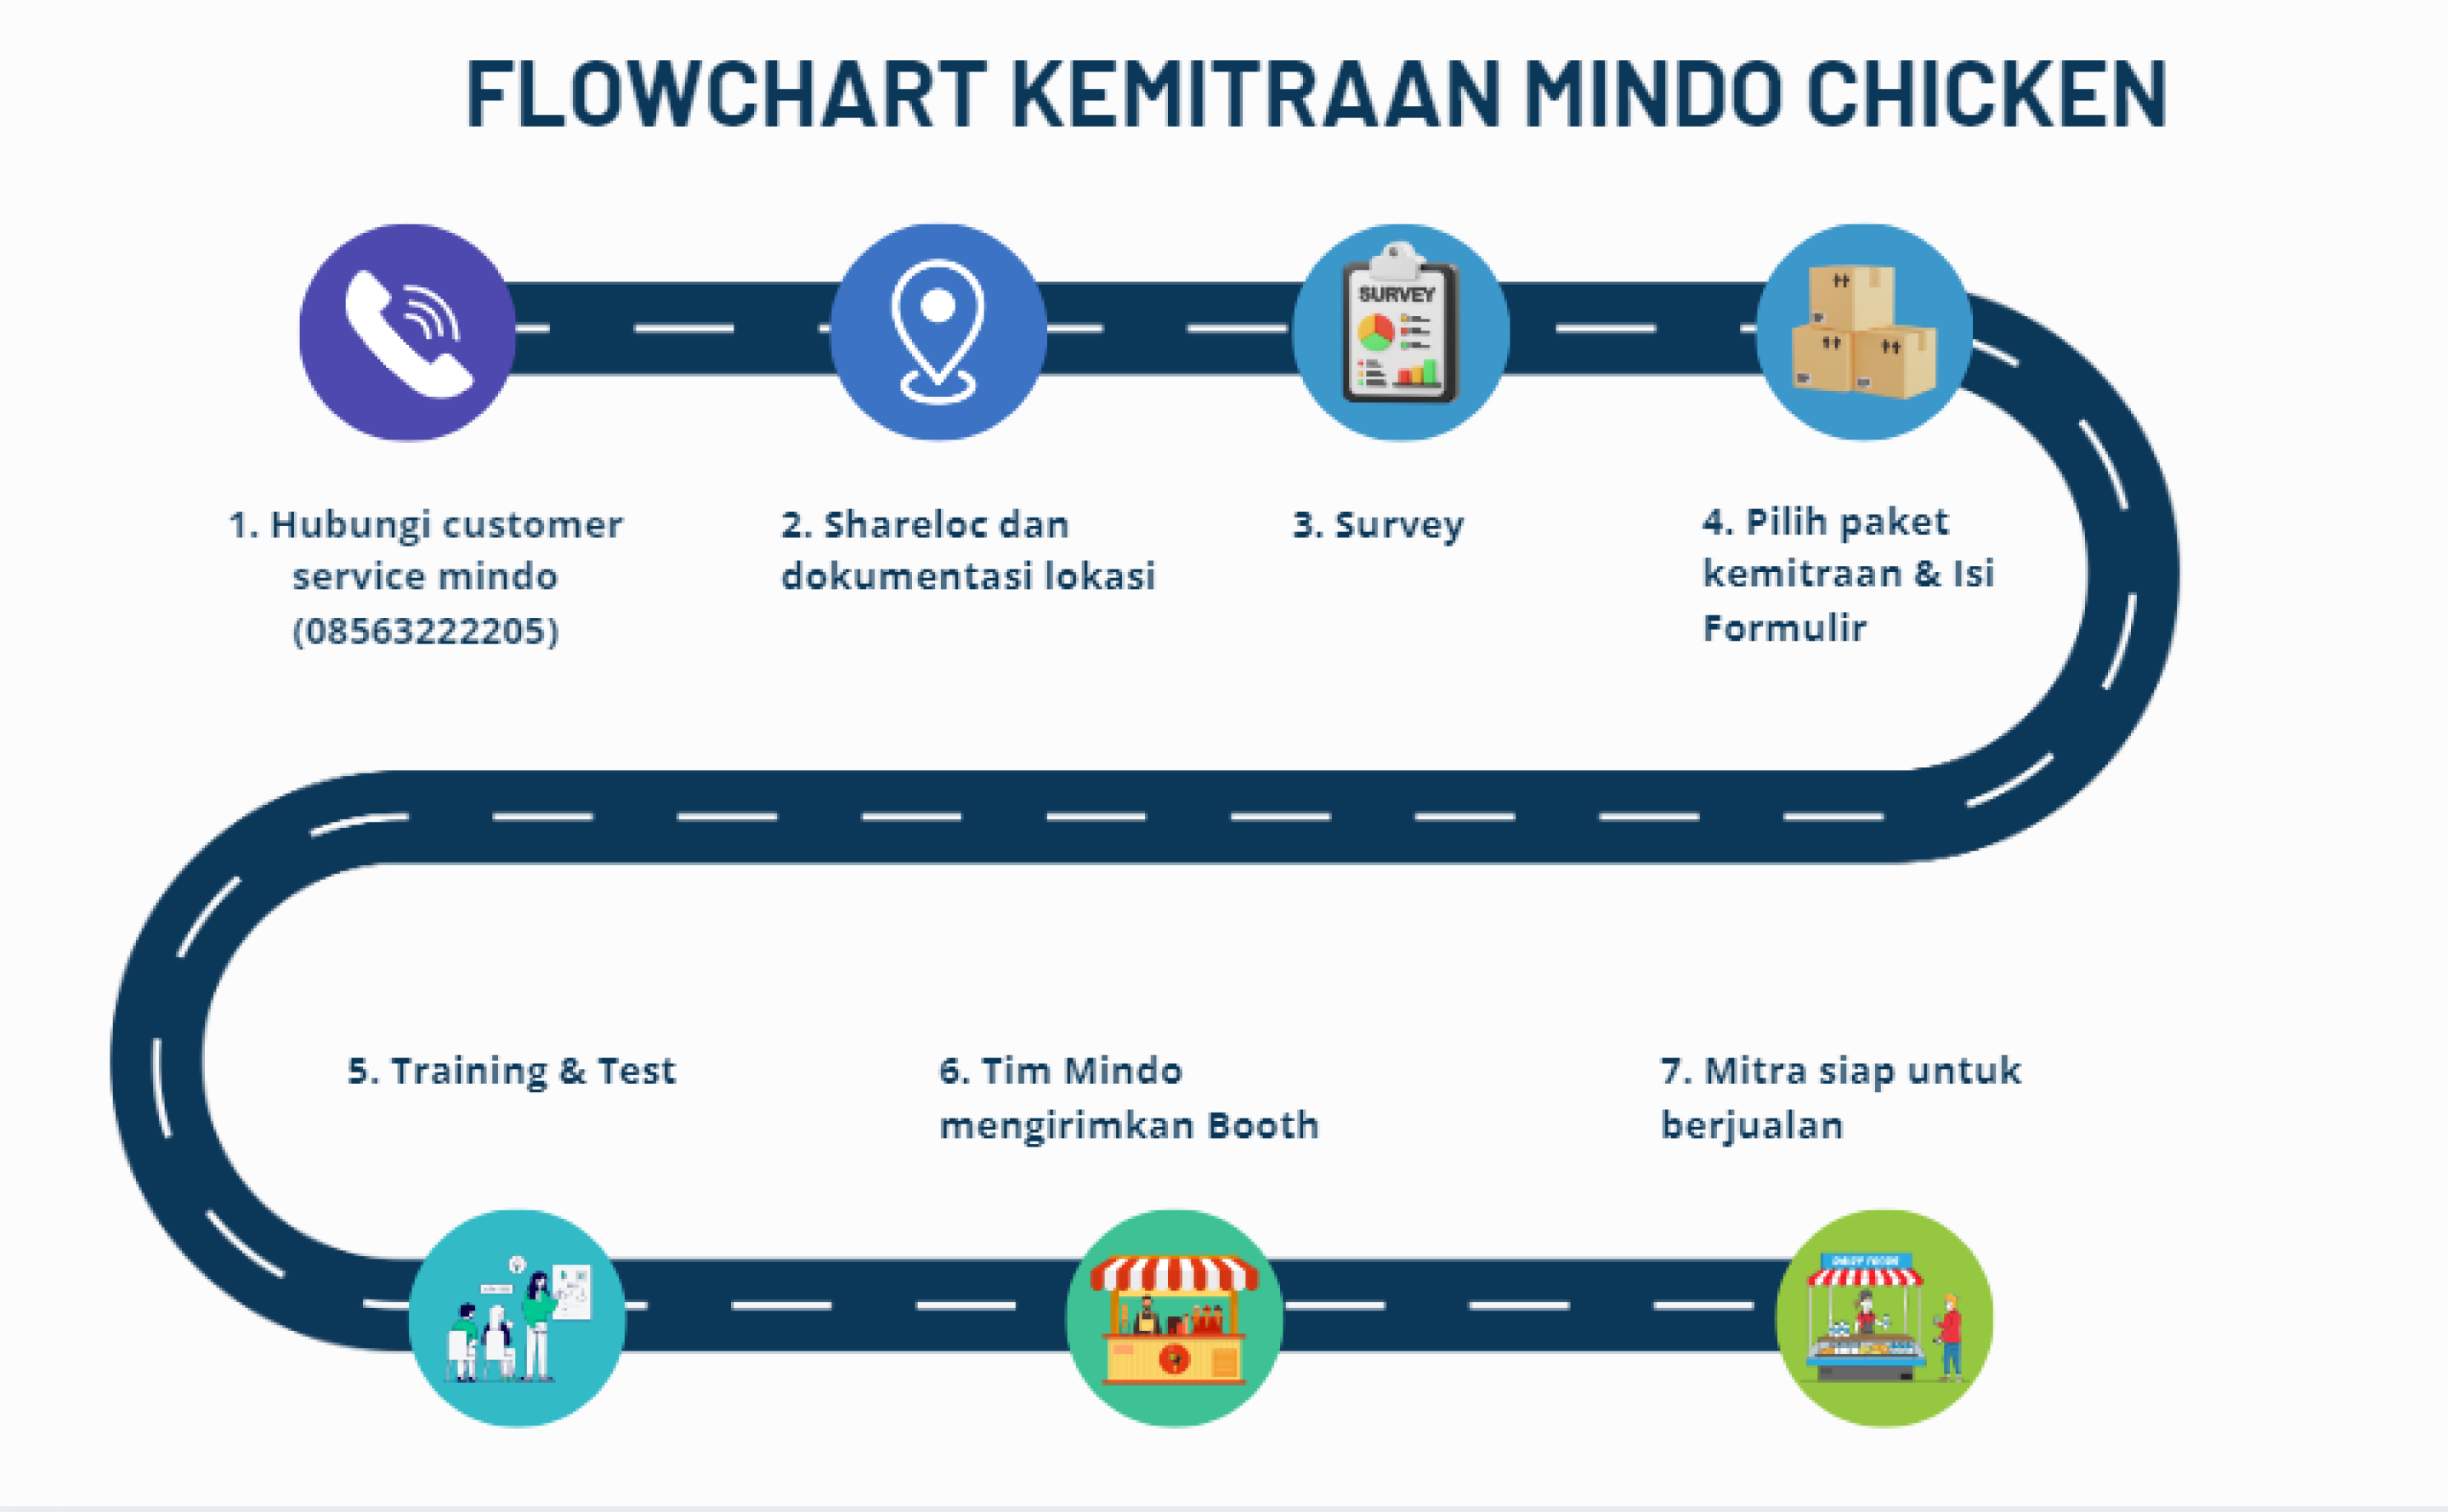 FLOWCHART KEMITRAAN MINDO CHICKEN
SURVEY
1. Hubungi customer
service mindo
(08563222205)
2. Shareloc dan
dokumentasi lokasi
3. Survey
4. Pilih paket
kemitraan & Isi
Formulir
5. Training & Test
6. Tim Mindo
mengirimkan Booth
7. Mitra siap untuk
berjualan